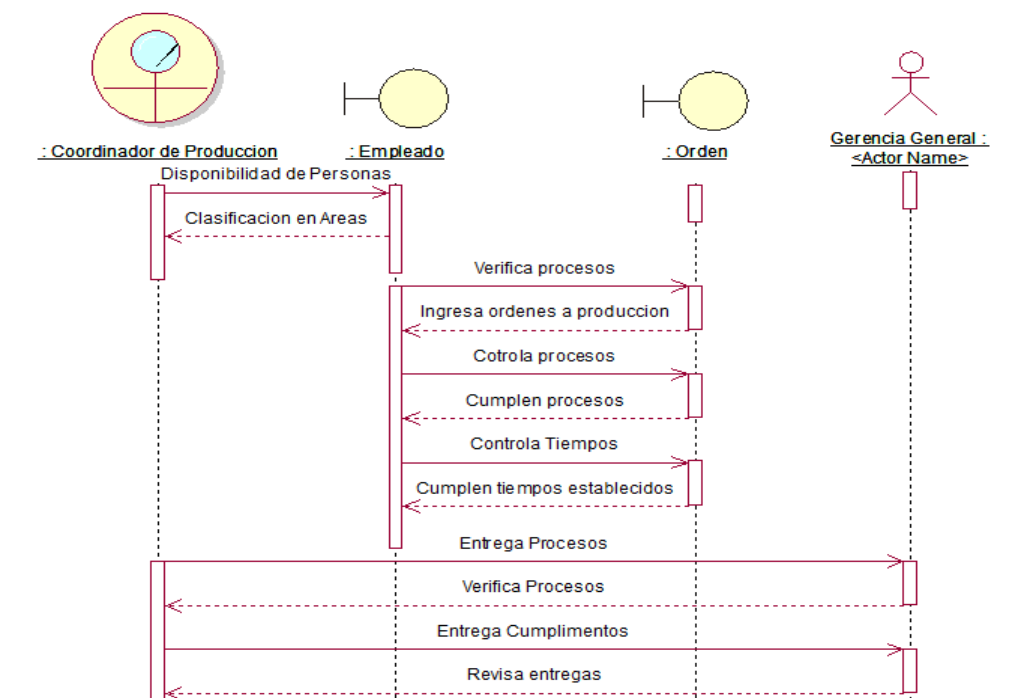 : Coordinador de Produccion
: Empleado
: Orden
Gerencia General :
<Actor Name>
Disponibilidad de Personas
Clasificacion en Areas
Verifica procesos
Ingresa ordenes a produccion
Cotrola procesos
Cumplen procesos
Controla Tiempos
Cumplen tiempos establecidos
Entrega Procesos
Verifica Procesos
Entrega Cumplimentos
Revisa entregas